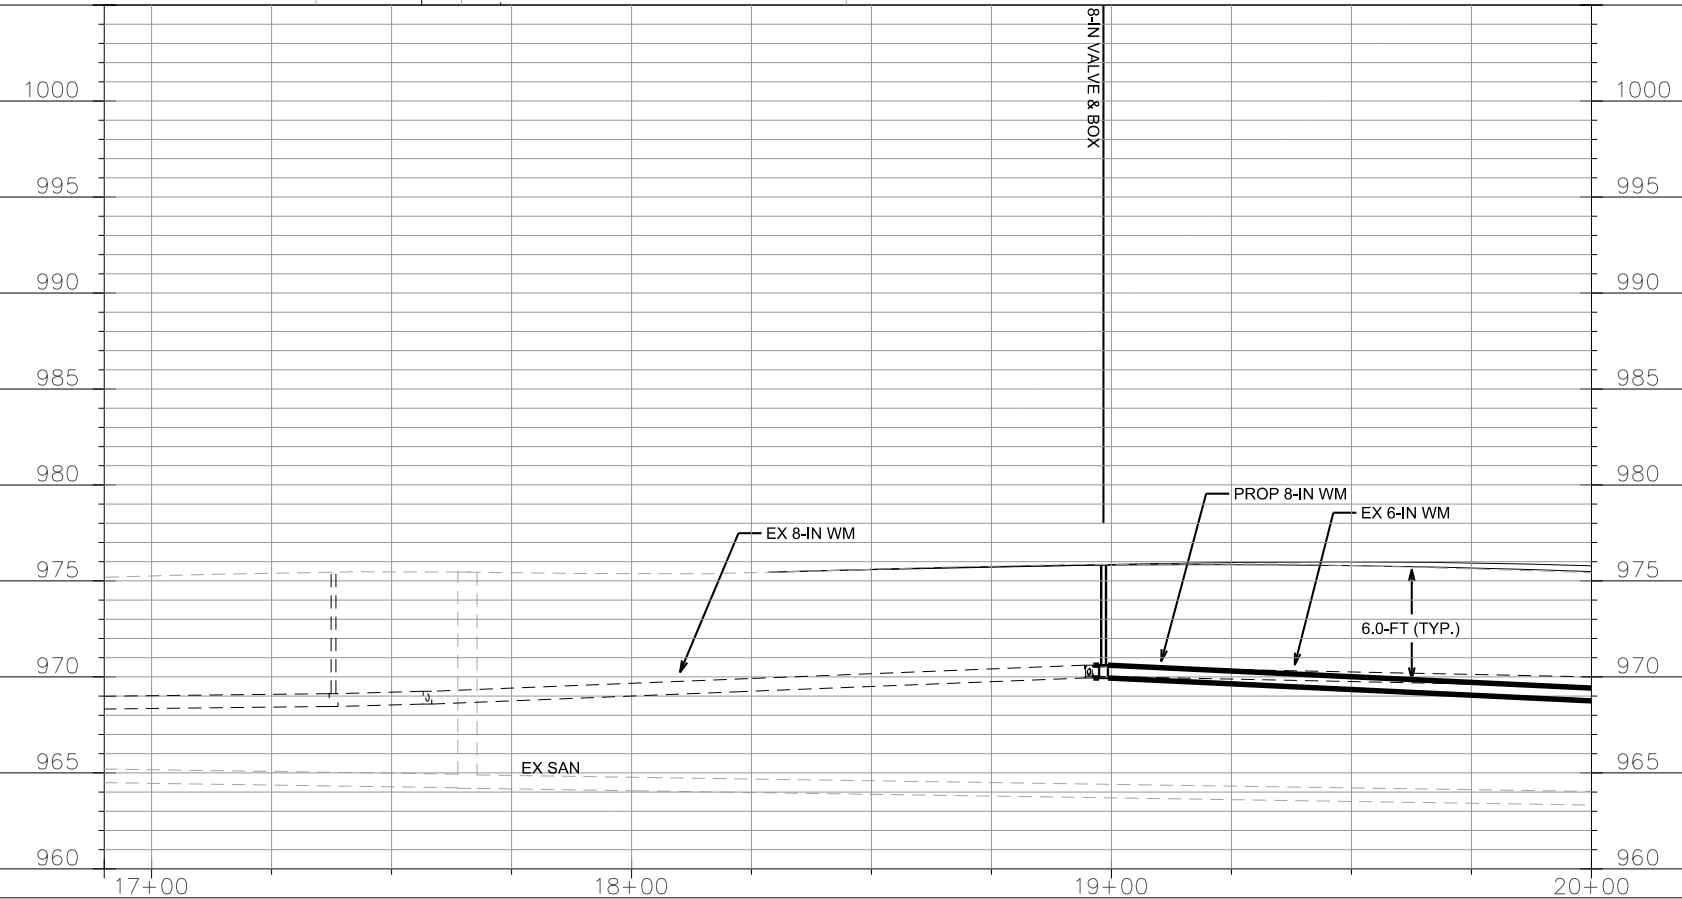 8-IN VALVE & BOX
1000 1000
995 995
990 990
985 985
980 980
PROP 8-IN WM
EX 6-IN WM
EX 8-IN WM
975 975
6.0-FT (TYP.)
970 970
EX SAN
965 965
960 960
17+00 18+00 19+00 20+00